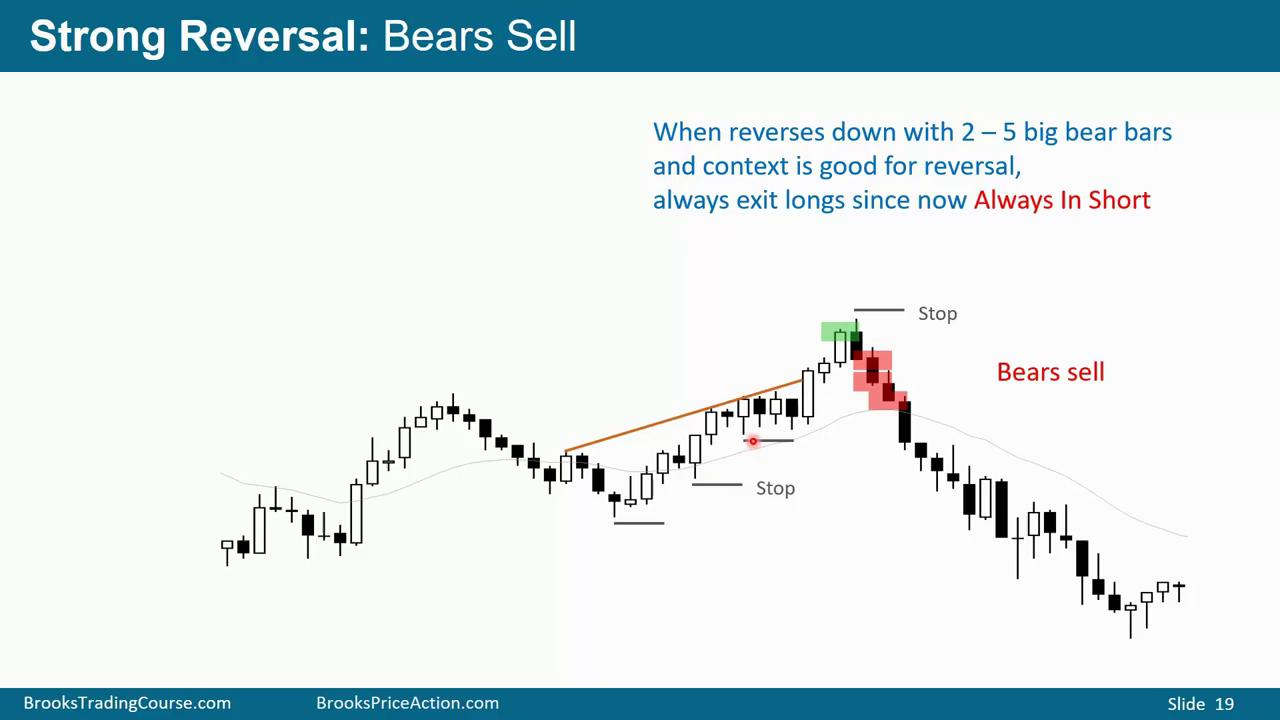 Strong Reversal: Bears Sell
When reverses down with 2 – 5 big bear bars
and context is good for reversal,
always exit longs since now Always In Short
Stop
Bears sell
Stop
BrooksTradingCourse.com
BrooksPriceAction.com
Slide 19